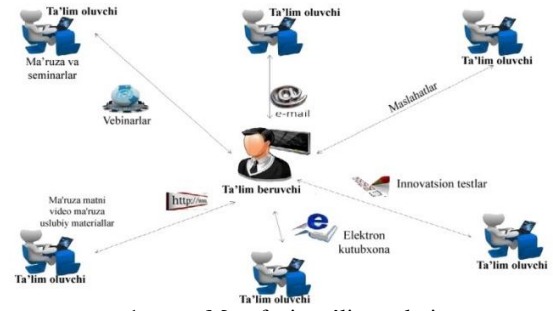 Ta'lim oluvchi
Ta'lim oluvchi
Ta'lim oluvchi
Ma'ruza va
seminarlar
Vebinarlar
e-mail
Maslahatlar
Ta'lim beruvchi
Innovatsion testlar
Ma'ruza matni
video ma'ruza
uslubiy materiallar
http://
Elektron
kutubxona
Ta'lim oluvchi
Ta'lim oluvchi
Ta'lim oluvchi